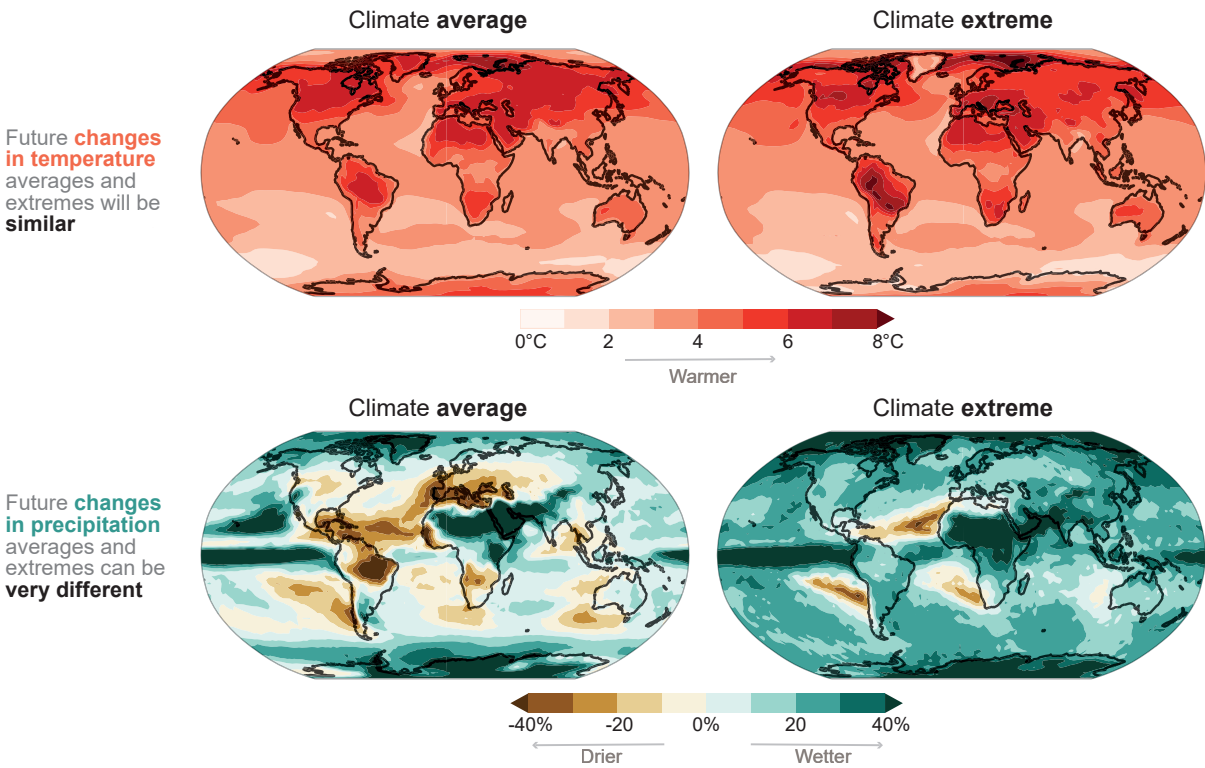 Climate average
Climate extreme
Future changes
in temperature
averages and
extremes will be
similar
0°C 2 4 6 8°C
Warmer
Climate average
Climate extreme
Future changes
in precipitation
averages and
extremes can be
very different
-40% -20 0% 20 40%
Drier
Wetter